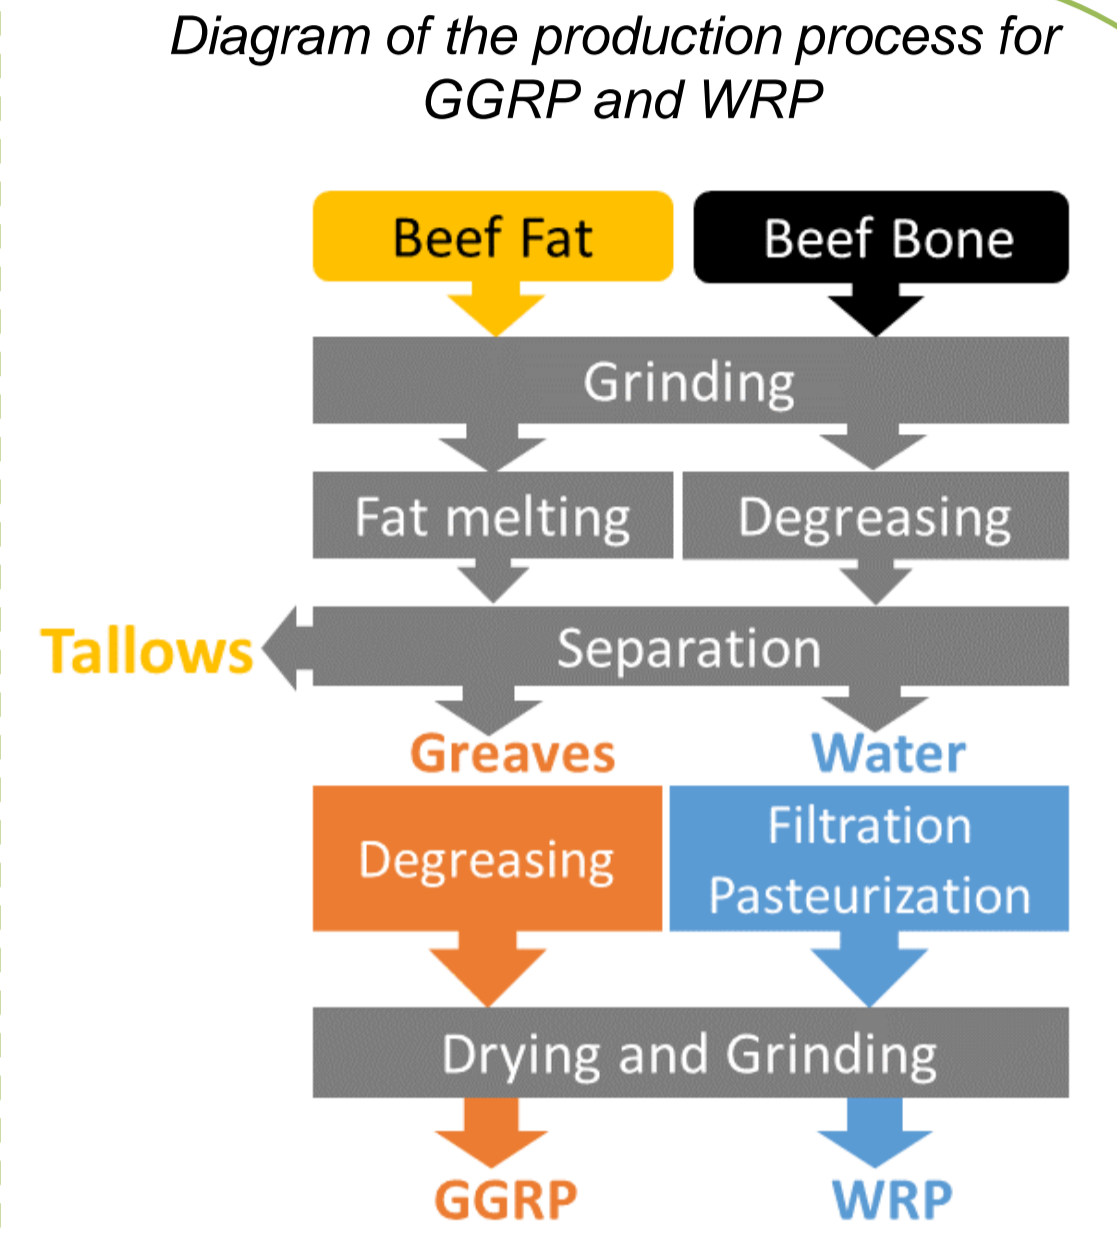 Diagram of the production process for
GGRP and WRP
Beef Fat
Beef Bone
Grinding
Fat melting
Degreasing
Separation
Tallows
Greaves
Water
Degreasing
Filtration
Pasteurization
Drying and Grinding
GGRP
WRP